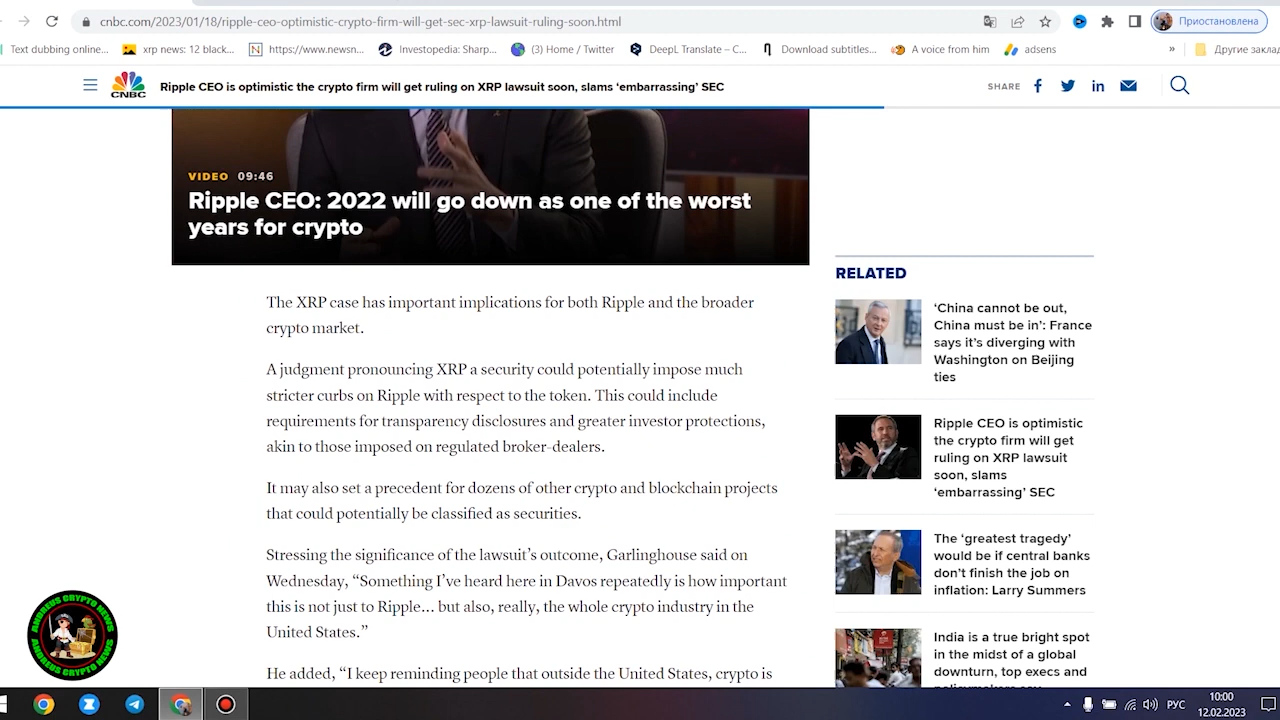 cnbc.com/2023/01/18/ripple-ceo-optimistic-crypto-firm-will-get-sec-xrp-lawsuit-ruling-soon.html
Приостановлена
Text dubbing online...
xrp news: 12 black...
https://www.newsn...
Investopedia: Sharp...
(3) Home / Twitter
DeepL Translate – C...
Download subtitles...
A voice from him
adsens
»
Другие закла
CNBC
Ripple CEO is optimistic the crypto firm will get ruling on XRP lawsuit soon, slams ‘embarrassing’ SEC
SHARE
VIDEO 09:46
Ripple CEO: 2022 will go down as one of the worst
years for crypto
The XRP case has important implications for both Ripple and the broader
crypto market.
A judgment pronouncing XRP a security could potentially impose much
stricter curbs on Ripple with respect to the token. This could include
requirements for transparency disclosures and greater investor protections,
akin to those imposed on regulated broker-dealers.
It may also set a precedent for dozens of other crypto and blockchain projects
that could potentially be classified as securities.
Stressing the significance of the lawsuit’s outcome, Garlinghouse said on
Wednesday, “Something I’ve heard here in Davos repeatedly is how important
this is not just to Ripple… but also, really, the whole crypto industry in the
United States.”
He added, “I keep reminding people that outside the United States, crypto is
RELATED
‘China cannot be out,
China must be in’: France
says it’s diverging with
Washington on Beijing
ties
Ripple CEO is optimistic
the crypto firm will get
ruling on XRP lawsuit
soon, slams
‘embarrassing’ SEC
The ‘greatest tragedy’
would be if central banks
don’t finish the job on
inflation: Larry Summers
India is a true bright spot
in the midst of a global
downturn, top execs and
ANDREUS CRYPTO NEWS
ANDREUS CRYPTO NEWS
РУС
10:00
12.02.2023